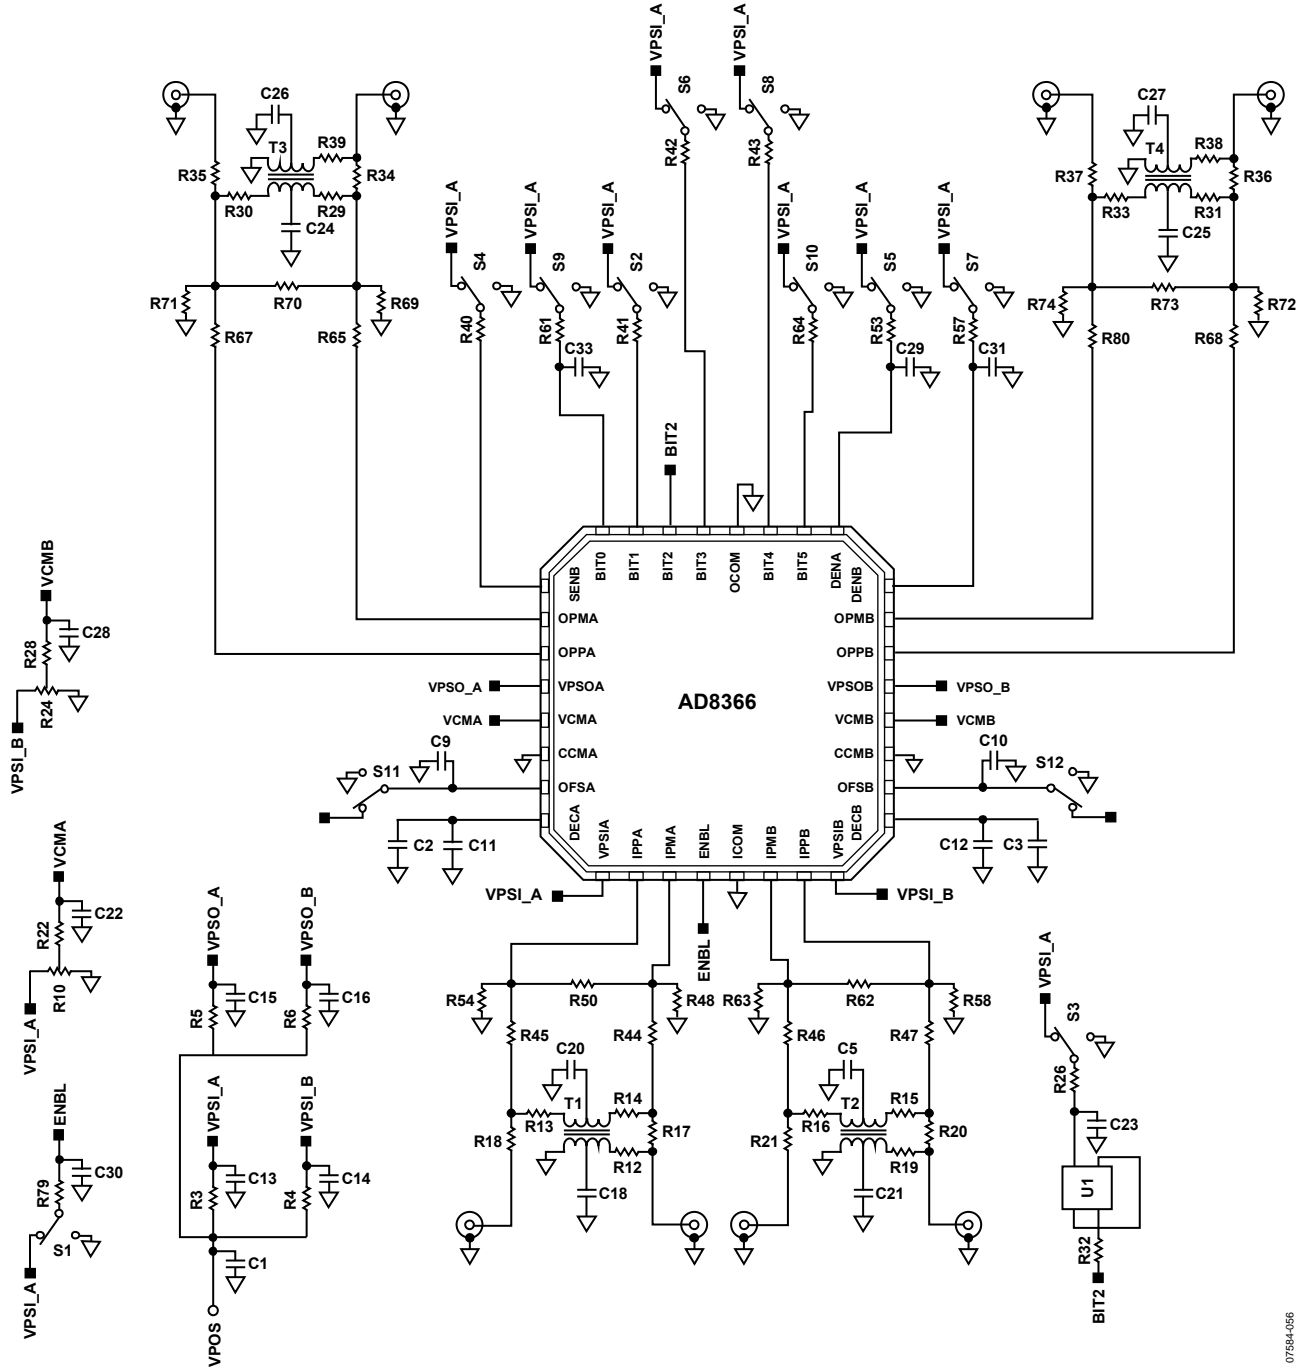 VPSI_A
VPSI_A
S6
S8
R42
R43
C26
T3
R39
R35
R34
R30
R29
C24
R71
R70
R69
R67
R65
C27
T4
R38
R37
R36
R33
R31
C25
R74
R73
R72
R80
R68
VPSI_A
VPSI_A
VPSI_A
VPSI_A
VPSI_A
VPSI_A
S4
S9
S2
S10
S5
S7
R40
R61
R41
R64
R53
R57
C33
C29
C31
BIT2
SENB
BIT0
BIT1
BIT2
BIT3
OCOM
BIT4
BIT5
DENA
DENB
OPMA
OPMB
OPPA
OPPB
VPSO_A
VPSOA
AD8366
VPSOB
VPSO_B
VCMA
VCMA
VCMB
VCMB
CCMA
CCMB
OFSA
OFSB
DECA
VPSIA
IPPA
IPMA
ENBL
ICOM
IPMB
IPPB
VPSIB
DECB
C9
S11
C2
C11
C10
S12
C12
C3
VPSI_A
ENBL
VPSI_B
VCMB
C28
R28
R24
VPSI_B
VCMA
C22
R22
R10
VPSI_A
ENBL
C30
R79
S1
VPSI_A
VPSO_A
VPSO_B
C15
C16
R5
R6
VPSI_A
VPSI_B
C13
C14
R3
R4
C1
VPOS
R54
R50
R48
R45
R44
C20
R14
T1
R13
R18
R17
R12
C18
R63
R62
R58
R46
R47
C5
R15
T2
R16
R21
R20
R19
C21
VPSI_A
S3
R26
C23
U1
R32
BIT2
07584-056